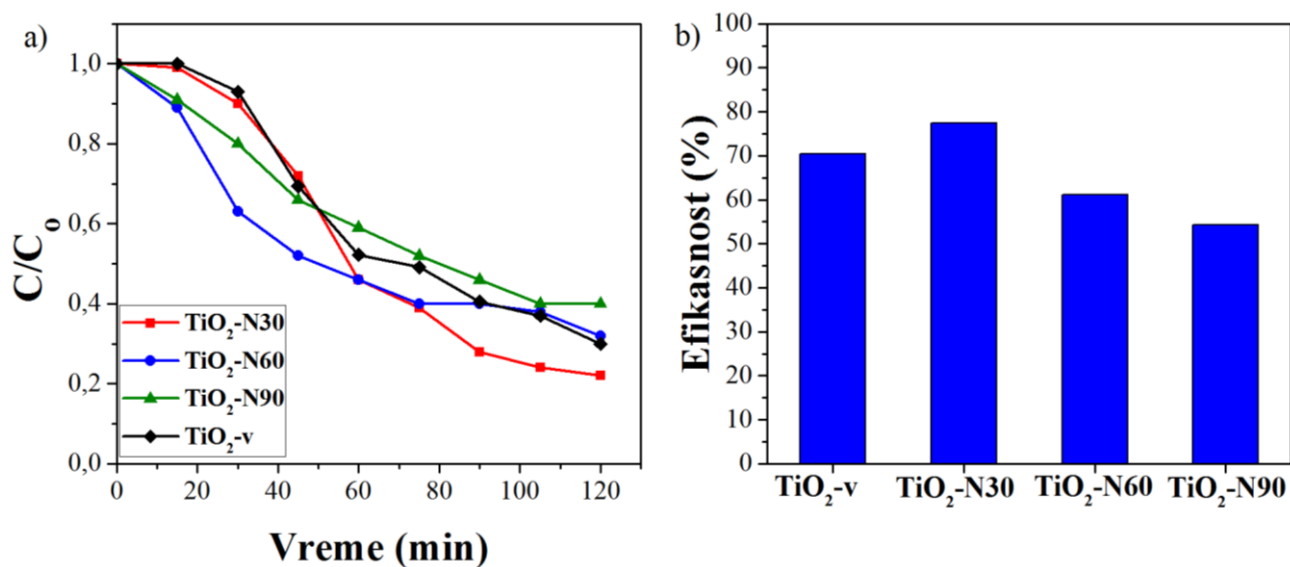 a)
C/C₀
1,0
0,8
0,6
0,4
0,2
0,0
TiO₂-N30
TiO₂-N60
TiO₂-N90
TiO₂-v
0 20 40 60 80 100 120
Vreme (min)
b)
Efikasnost (%)
100
90
80
70
60
50
40
30
20
10
0
TiO₂-v TiO₂-N30 TiO₂-N60 TiO₂-N90